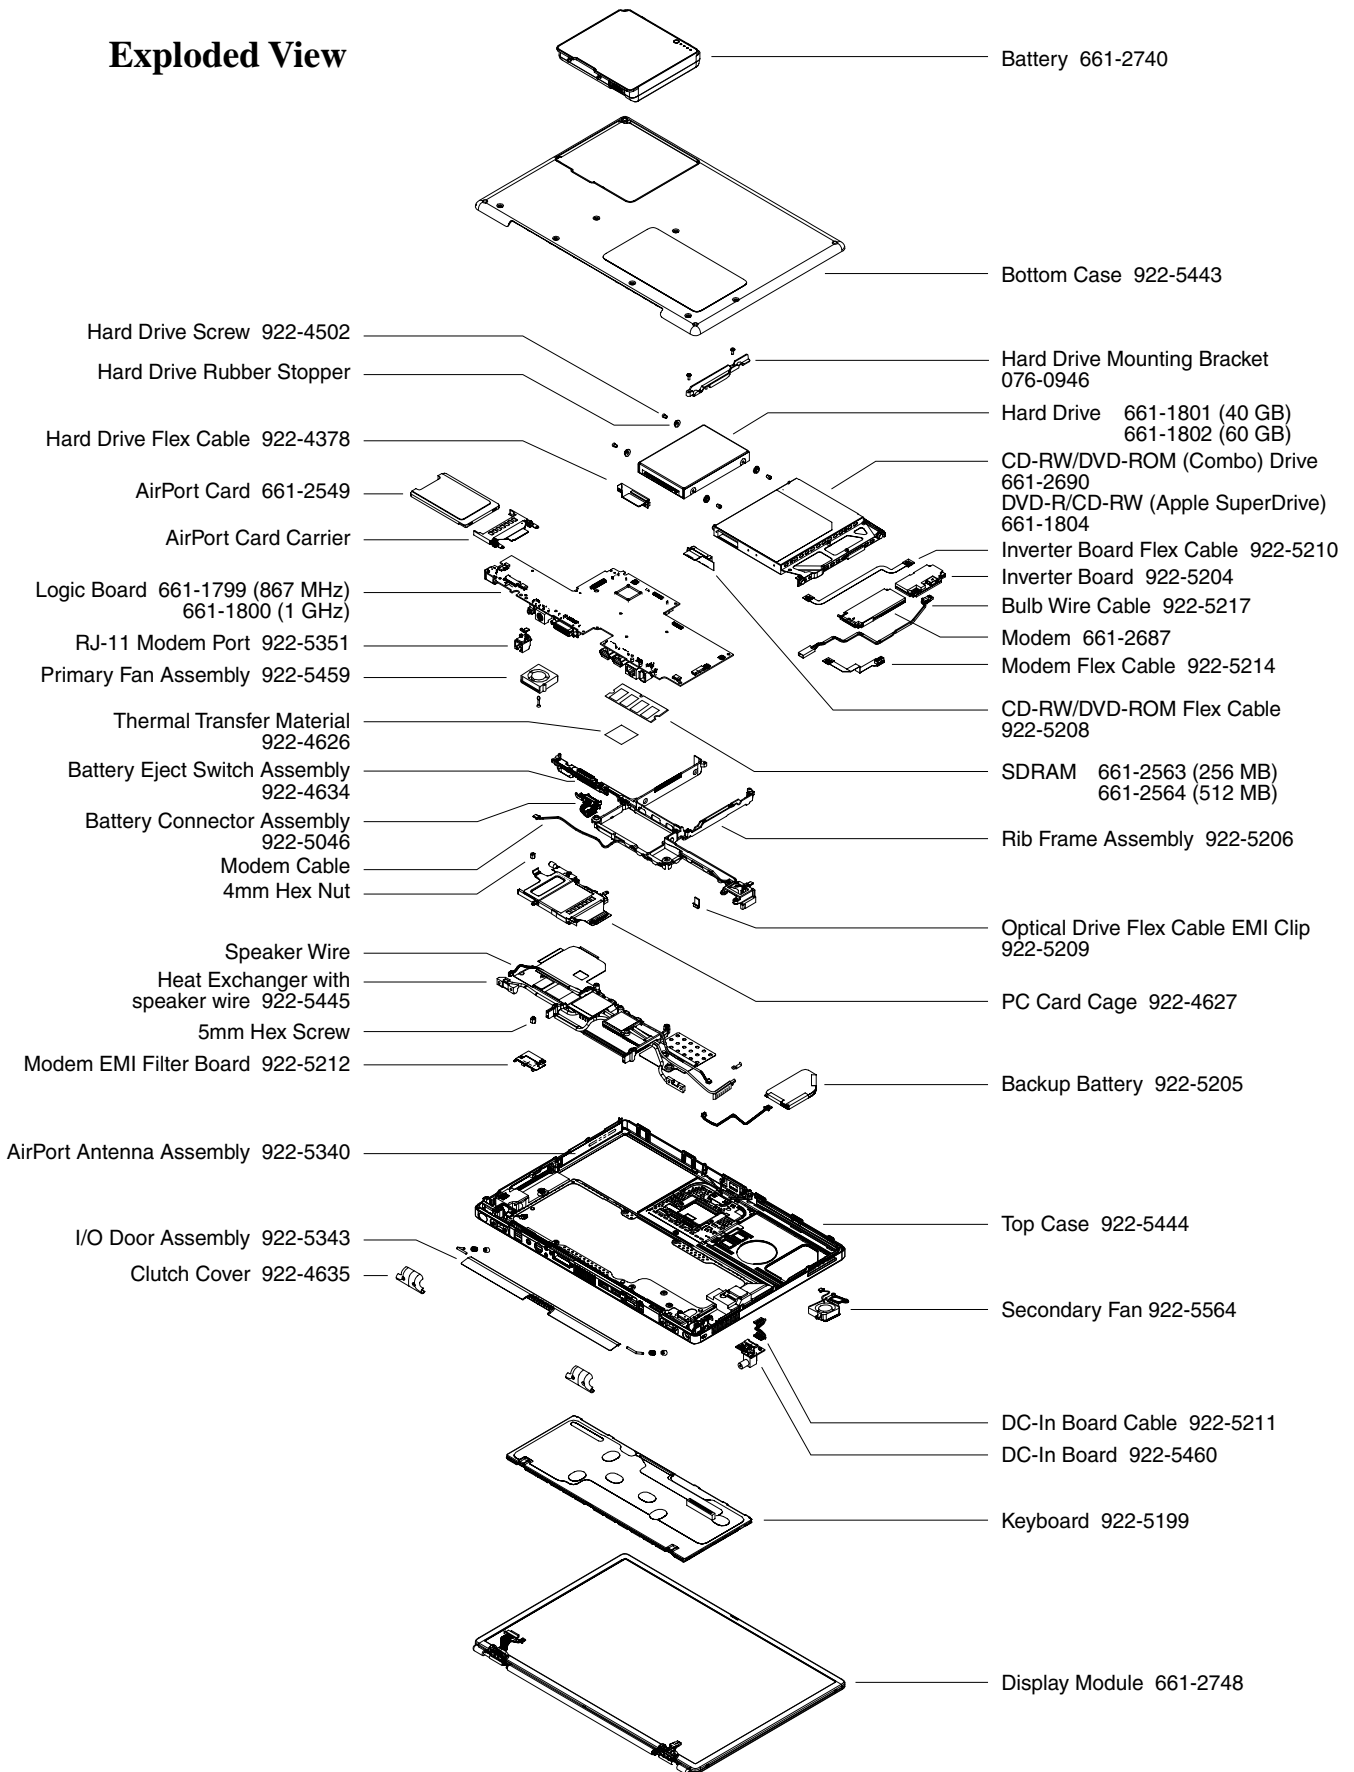 Exploded View
Battery 661-2740
Bottom Case 922-5443
Hard Drive Screw 922-4502
Hard Drive Rubber Stopper
Hard Drive Flex Cable 922-4378
AirPort Card 661-2549
AirPort Card Carrier
Logic Board 661-1799 (867 MHz)
661-1800 (1 GHz)
RJ-11 Modem Port 922-5351
Primary Fan Assembly 922-5459
Thermal Transfer Material
922-4626
Battery Eject Switch Assembly
922-4634
Battery Connector Assembly
922-5046
Modem Cable
4mm Hex Nut
Speaker Wire
Heat Exchanger with
speaker wire 922-5445
5mm Hex Screw
Modem EMI Filter Board 922-5212
AirPort Antenna Assembly 922-5340
I/O Door Assembly 922-5343
Clutch Cover 922-4635
Hard Drive Mounting Bracket
076-0946
Hard Drive 661-1801 (40 GB)
661-1802 (60 GB)
CD-RW/DVD-ROM (Combo) Drive
661-2690
DVD-R/CD-RW (Apple SuperDrive)
661-1804
Inverter Board Flex Cable 922-5210
Inverter Board 922-5204
Bulb Wire Cable 922-5217
Modem 661-2687
Modem Flex Cable 922-5214
CD-RW/DVD-ROM Flex Cable
922-5208
SDRAM 661-2563 (256 MB)
661-2564 (512 MB)
Rib Frame Assembly 922-5206
Optical Drive Flex Cable EMI Clip
922-5209
PC Card Cage 922-4627
Backup Battery 922-5205
Top Case 922-5444
Secondary Fan 922-5564
DC-In Board Cable 922-5211
DC-In Board 922-5460
Keyboard 922-5199
Display Module 661-2748